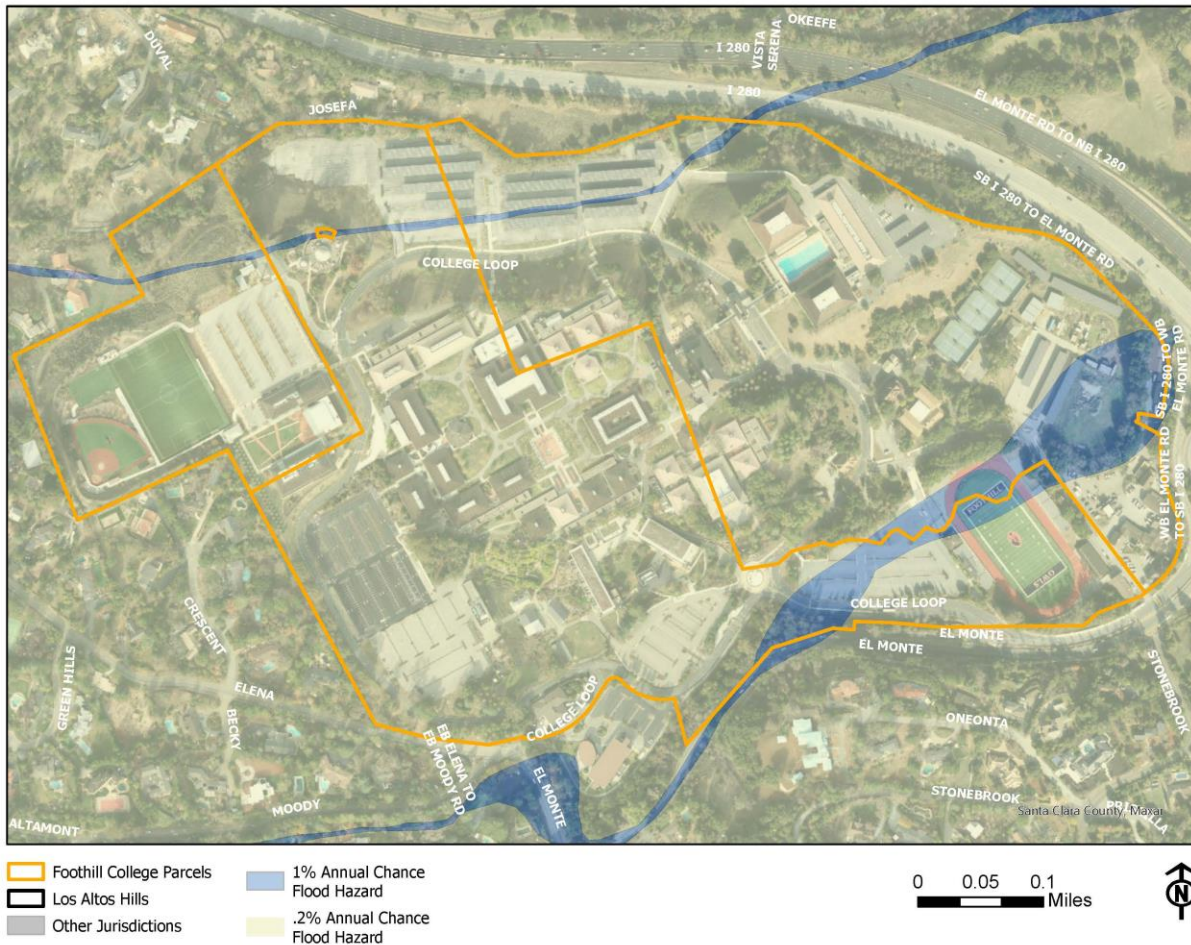 OKEEFE
DUVAL
VISTA
SERENA
I 280
I 280
JOSEFA
EL MONTE RD TO NB I 280
SB I 280 TO EL MONTE RD
COLLEGE LOOP
SB I 280 TO WB
EL MONTE RD
WB EL MONTE RD
TO SB I 280
FOOTHILL
OWLS
COLLEGE LOOP
EL MONTE
EL MONTE
CRESCENT
GREEN HILLS
ELENA
BECKY
COLLEGE LOOP
EB ELENA TO
EB MOODY RD
EL MONTE
MOODY
ALTAMONT
STONEBROOK
ONEONTA
STONEBROOK
Santa Clara County, Maxar
Foothill College Parcels
Los Altos Hills
Other Jurisdictions
1% Annual Chance
Flood Hazard
.2% Annual Chance
Flood Hazard
0 0.05 0.1
Miles
N